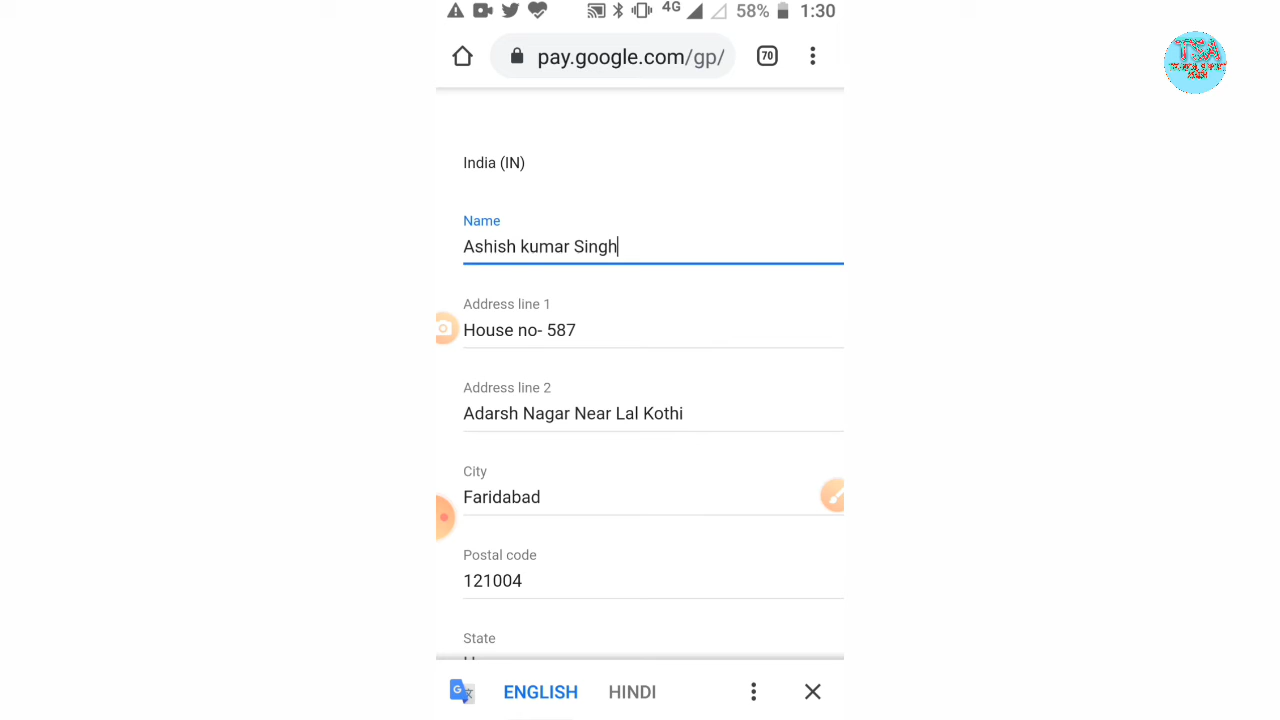 4G 58% 1:30
pay.google.com/gp/ 70
TSA
India (IN)
Name
Ashish kumar Singh
Address line 1
House no- 587
Address line 2
Adarsh Nagar Near Lal Kothi
City
Faridabad
Postal code
121004
State
ENGLISH HINDI